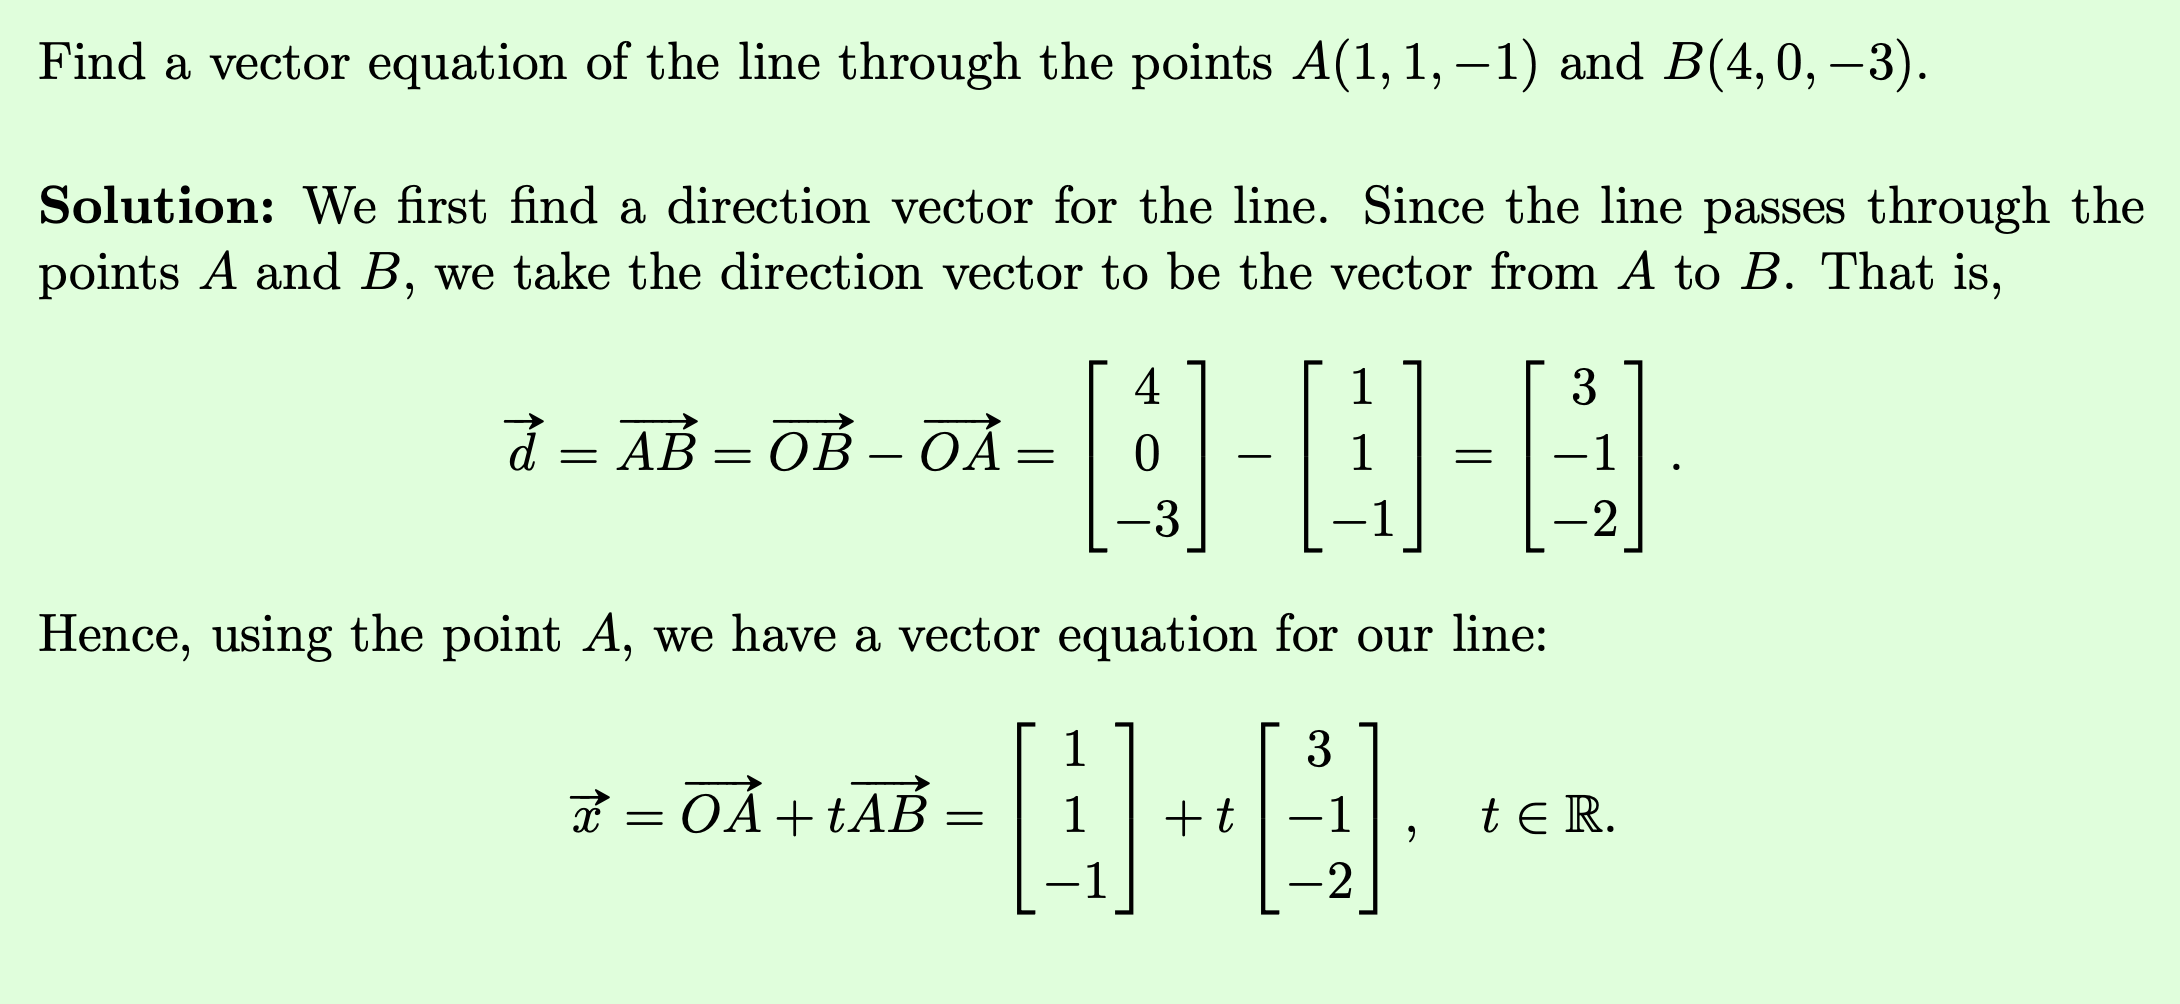 Find a vector equation of the line through the points A(1, 1, −1) and B(4, 0, −3).
Solution: We first find a direction vector for the line. Since the line passes through the
points A and B, we take the direction vector to be the vector from A to B. That is,
$\overrightarrow{d} = \overrightarrow{AB} = \overrightarrow{OB} - \overrightarrow{OA} = \begin{bmatrix} 4 \\ 0 \\ -3 \end{bmatrix} - \begin{bmatrix} 1 \\ 1 \\ -1 \end{bmatrix} = \begin{bmatrix} 3 \\ -1 \\ -2 \end{bmatrix}.$
Hence, using the point A, we have a vector equation for our line:
$\overrightarrow{x} = \overrightarrow{OA} + t\overrightarrow{AB} = \begin{bmatrix} 1 \\ 1 \\ -1 \end{bmatrix} + t \begin{bmatrix} 3 \\ -1 \\ -2 \end{bmatrix}, \quad t \in \mathbb{R}.$